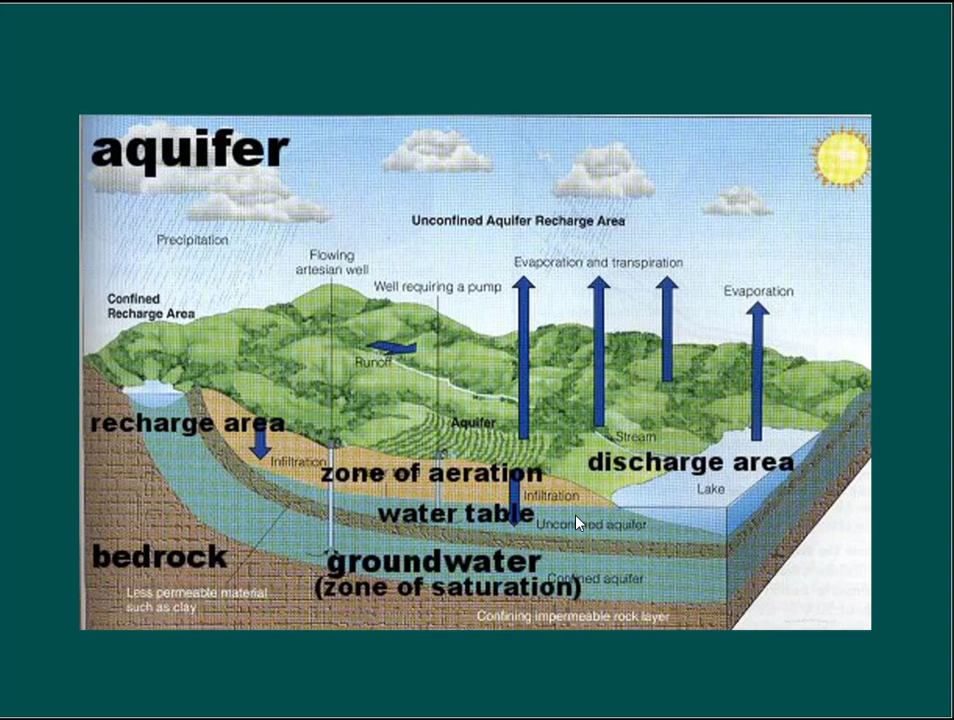 aquifer
Unconfined Aquifer Recharge Area
Precipitation
Flowing
artesian well
Evaporation and transpiration
Well requiring a pump
Evaporation
Confined
Recharge Area
Runoff
recharge area
Aquifer
Stream
Infiltration
zone of aeration
discharge area
Lake
Infiltration
water table
Unconfined aquifer
bedrock
groundwater
(zone of saturation)
Confined aquifer
Less permeable material
such as clay
Confining impermeable rock layer